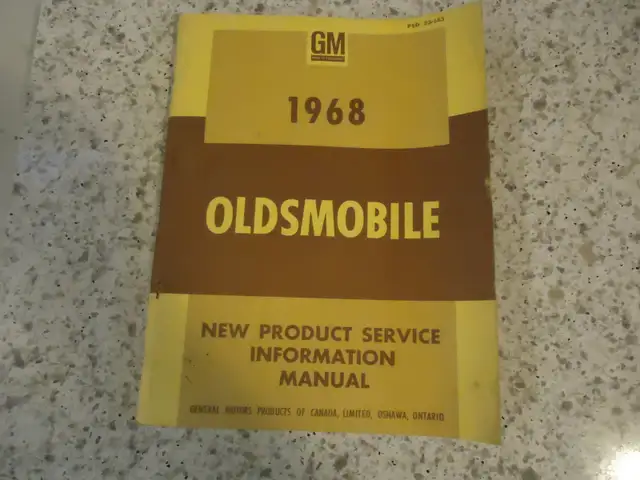 GM
1968
OLDSMOBILE
NEW PRODUCT SERVICE
INFORMATION
MANUAL
GENERAL MOTORS PRODUCTS OF CANADA, LIMITED, OSHAWA, ONTARIO